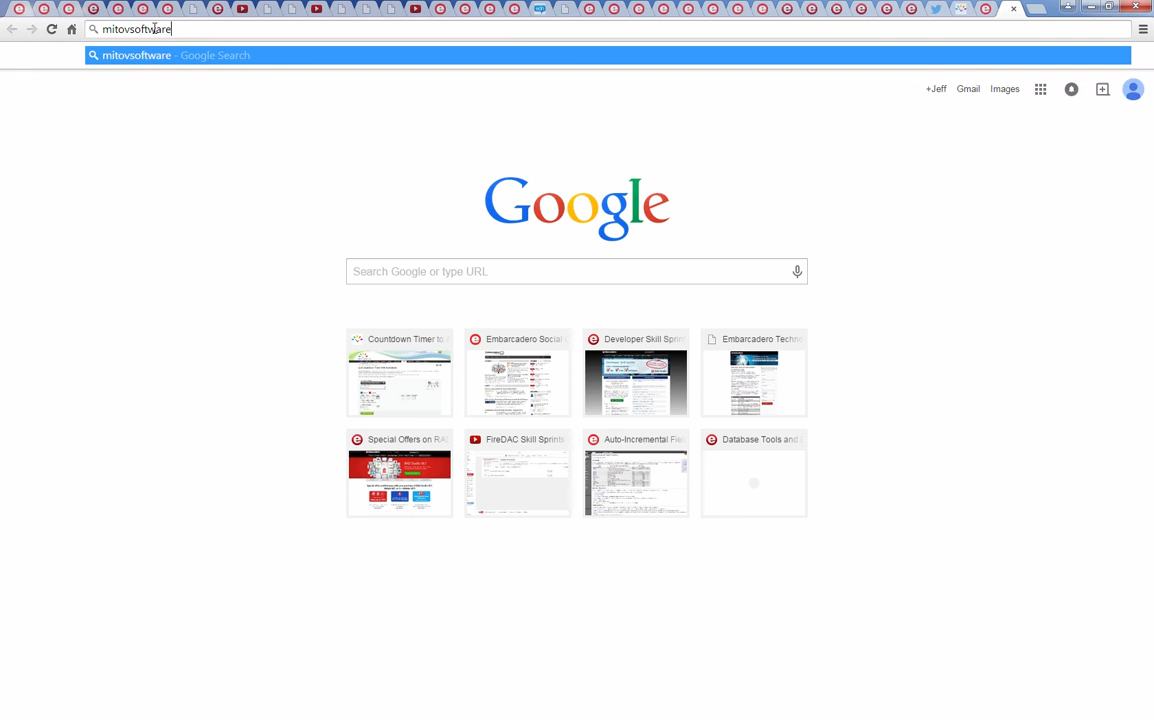 mitovsoftware
mitovsoftware - Google Search
+Jeff Gmail Images
Google
Search Google or type URL
Countdown Timer to
Embarcadero Social
Developer Skill Sprin
Embarcadero Techno
Special Offers on RA
FireDAC Skill Sprints
Auto-Incremental Fiel
Database Tools and